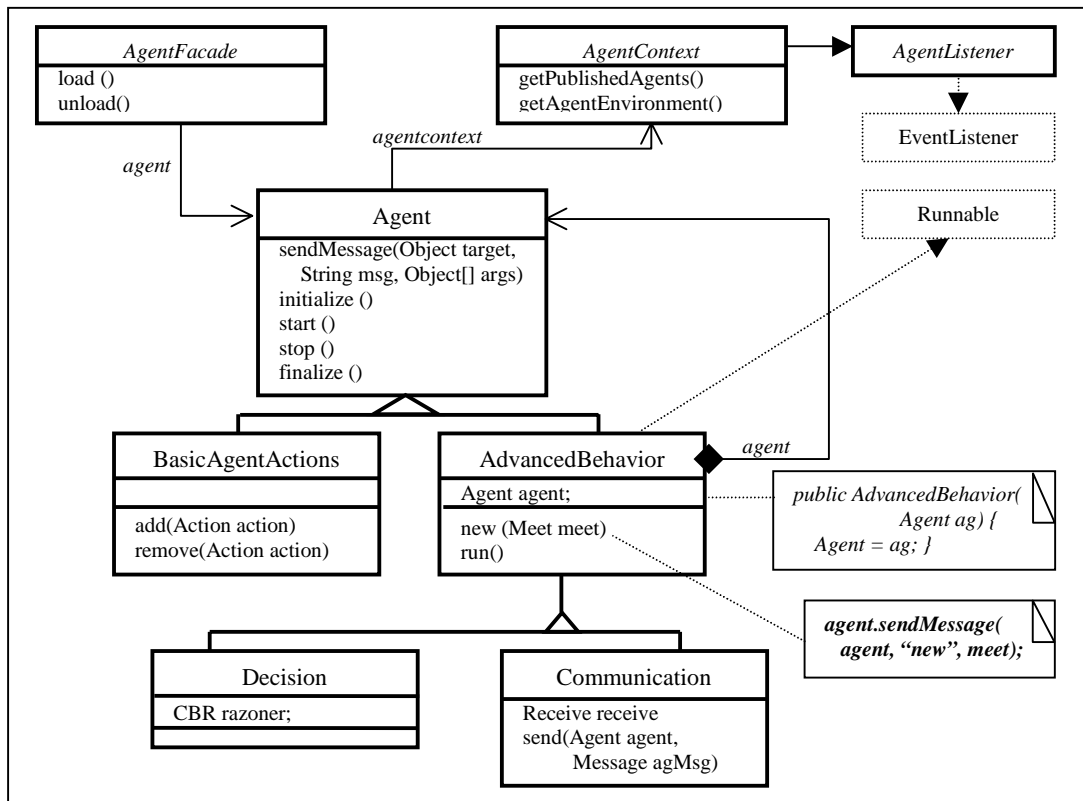 AgentFacade
load ()
unload()
AgentContext
getPublishedAgents()
getAgentEnvironment()
AgentListener
EventListener
Runnable
agentcontext
agent
Agent
sendMessage(Object target,
String msg, Object[] args)
initialize ()
start ()
stop ()
finalize ()
BasicAgentActions
add(Action action)
remove(Action action)
AdvancedBehavior
Agent agent;
new (Meet meet)
run()
agent
public AdvancedBehavior(
Agent ag) {
Agent = ag; }
agent.sendMessage(
agent, “new”, meet);
Decision
CBR razoner;
Communication
Receive receive
send(Agent agent,
Message agMsg)